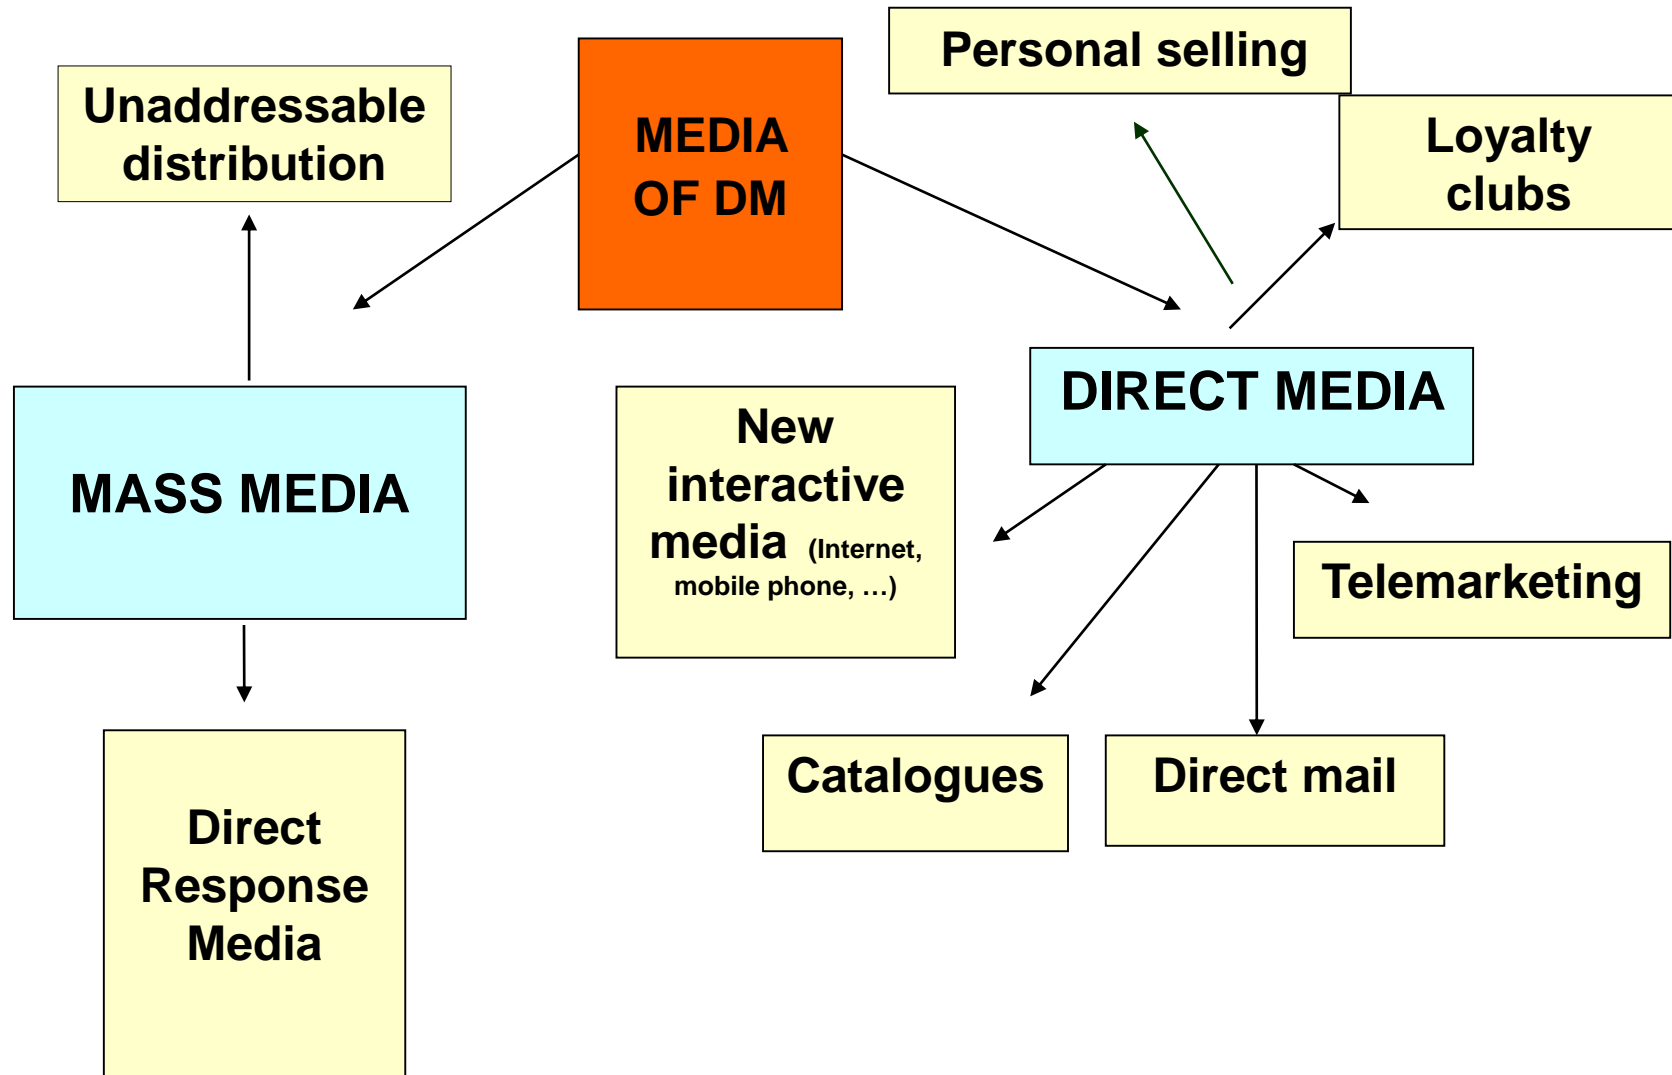 Personal selling
Unaddressable
distribution
MEDIA
OF DM
Loyalty
clubs
DIRECT MEDIA
MASS MEDIA
New
interactive
media (Internet,
mobile phone, …)
Telemarketing
Catalogues
Direct mail
Direct
Response
Media